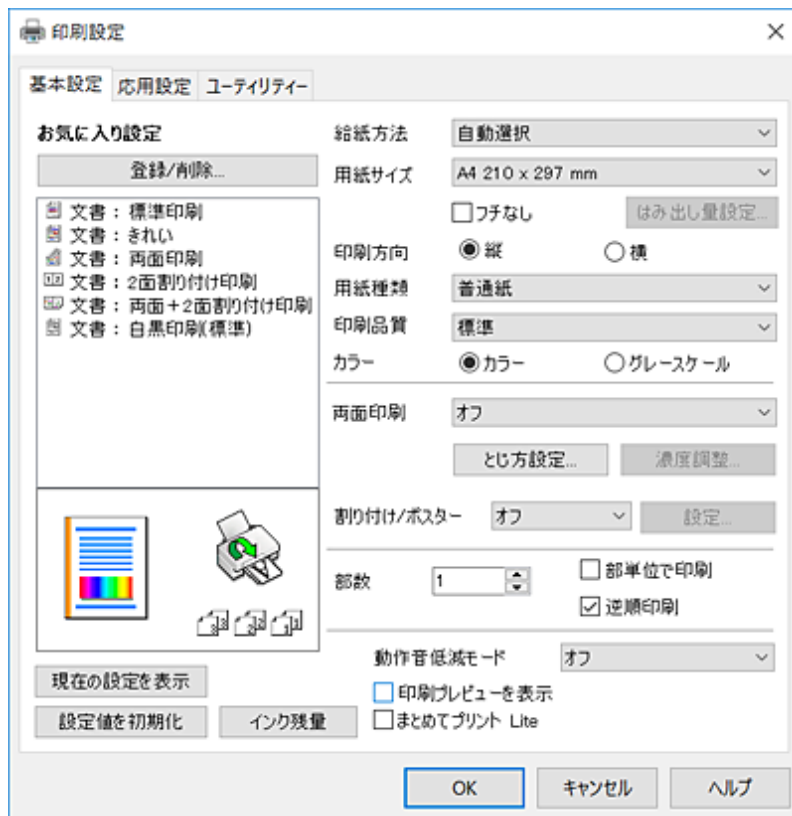 印刷設定
基本設定 応用設定 ユーティリティー
お気に入り設定
登録/削除...
文書：標準印刷
文書：きれい
文書：両面印刷
文書：2面割り付け印刷
文書：両面+2面割り付け印刷
文書：白黒印刷(標準)
現在の設定を表示
設定値を初期化 インク残量
給紙方法 自動選択
用紙サイズ A4 210 x 297 mm
フチなし はみ出し量設定...
印刷方向 縦 横
用紙種類 普通紙
印刷品質 標準
カラー カラー グレースケール
両面印刷 オフ
とじ方設定... 濃度調整...
割り付け/ポスター オフ 設定...
部数 1 部単位で印刷
逆順印刷
動作音低減モード オフ
印刷プレビューを表示
まとめてプリント Lite
OK キャンセル ヘルプ